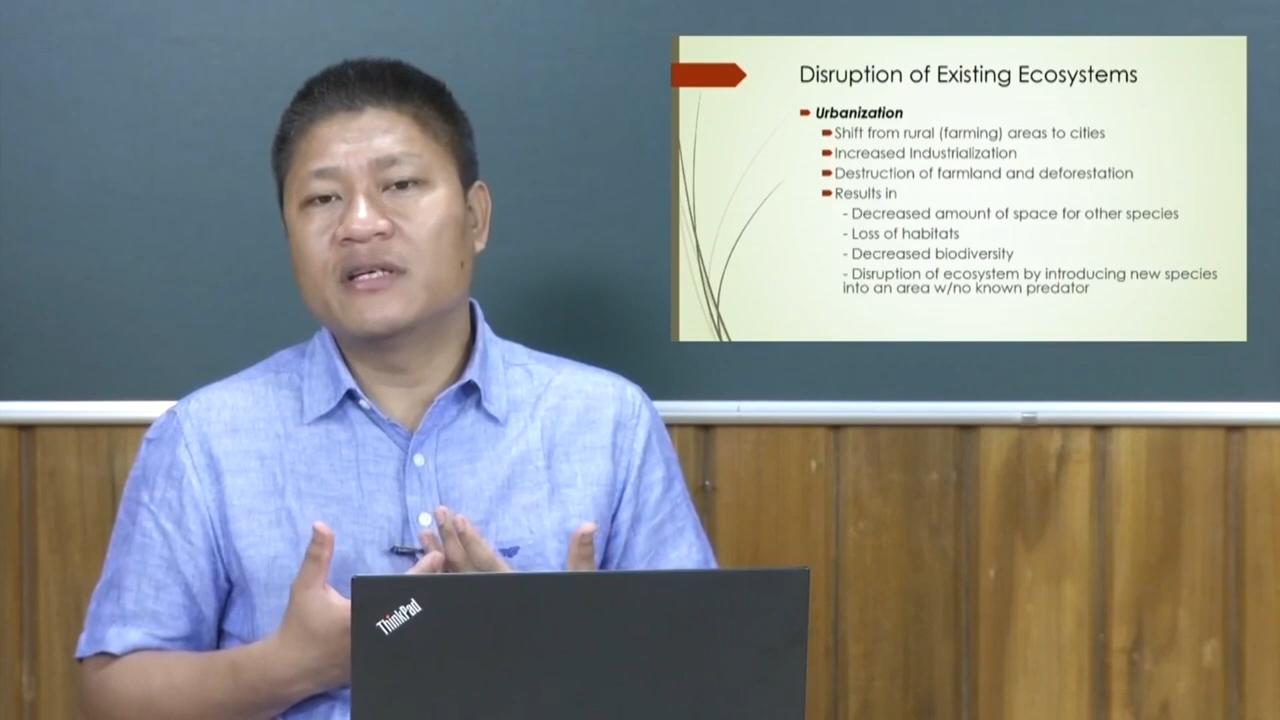 Disruption of Existing Ecosystems
Urbanization
Shift from rural (farming) areas to cities
Increased Industrialization
Destruction of farmland and deforestation
Results in
- Decreased amount of space for other species
- Loss of habitats
- Decreased biodiversity
- Disruption of ecosystem by introducing new species
into an area w/no known predator
ThinkPad